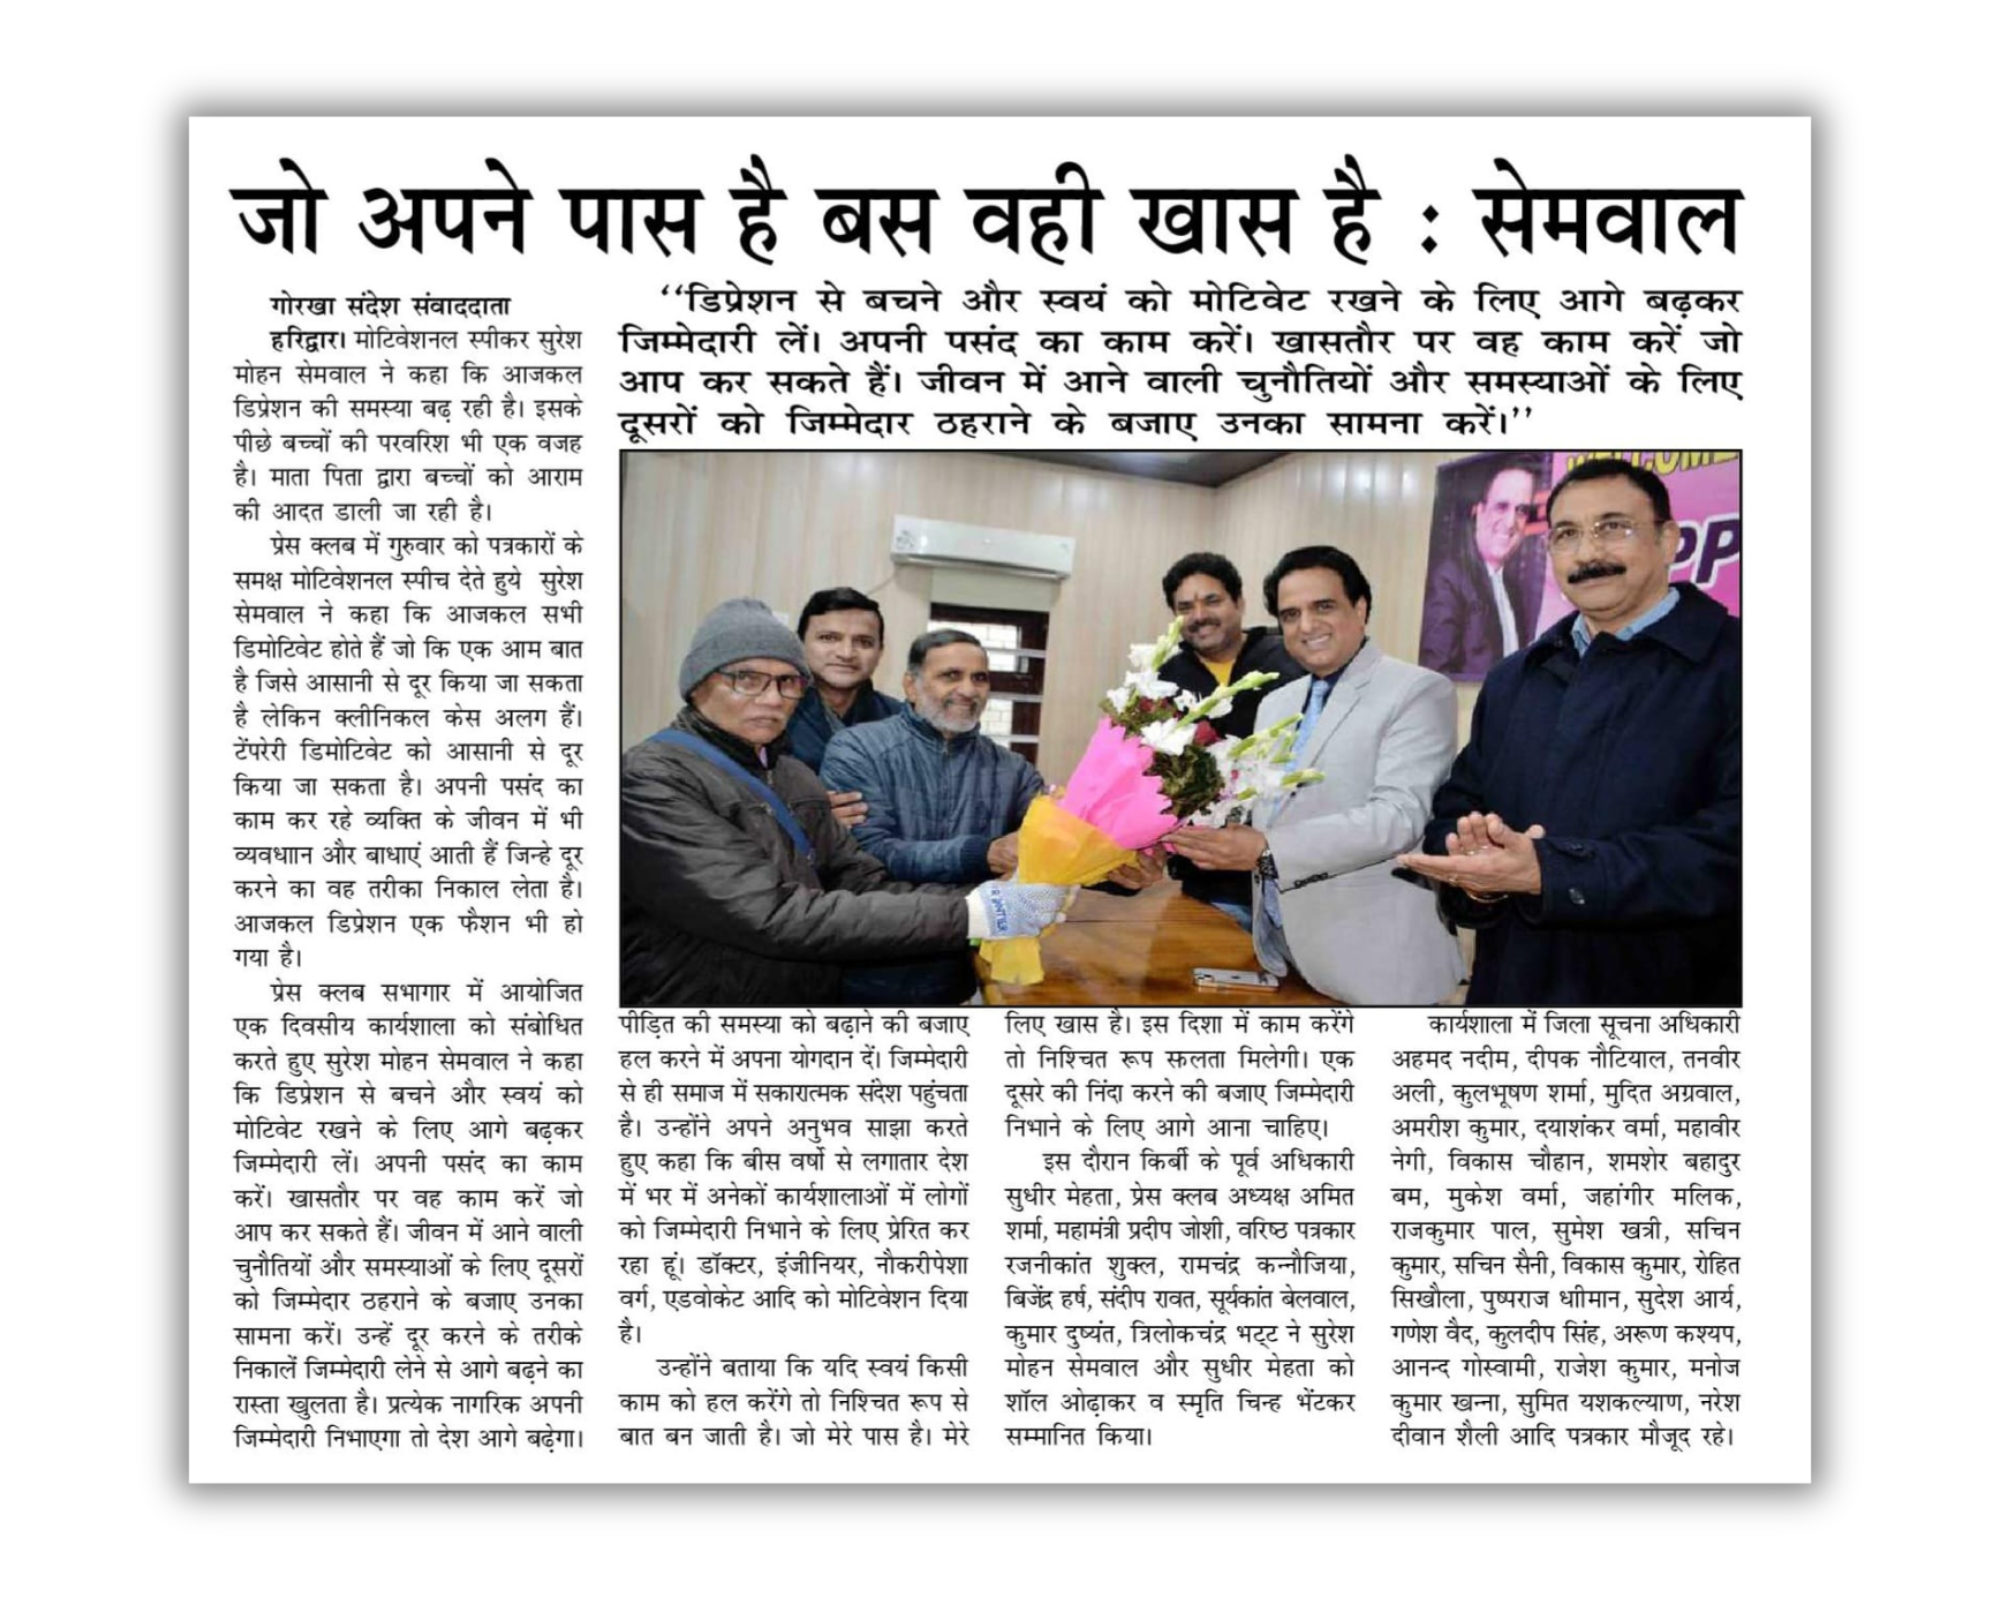 जो अपने पास है बस वही खास है : सेमवाल
गोरखा संदेश संवाददाता
हरिद्वार। मोटिवेशनल स्पीकर सुरेश
मोहन सेमवाल ने कहा कि आजकल
डिप्रेशन की समस्या बढ़ रही है। इसके
पीछे बच्चों की परवरिश भी एक वजह
है। माता पिता द्वारा बच्चों को आराम
की आदत डाली जा रही है।
प्रेस क्लब में गुरुवार को पत्रकारों के
समक्ष मोटिवेशनल स्पीच देते हुये सुरेश
सेमवाल ने कहा कि आजकल सभी
डिमोटिवेट होते हैं जो कि एक आम बात
है जिसे आसानी से दूर किया जा सकता
है लेकिन क्लीनिकल केस अलग हैं।
टेंपरेरी डिमोटिवेट को आसानी से दूर
किया जा सकता है। अपनी पसंद का
काम कर रहे व्यक्ति के जीवन में भी
व्यवधाान और बाधाएं आती हैं जिन्हे दूर
करने का वह तरीका निकाल लेता है।
आजकल डिप्रेशन एक फैशन भी हो
गया है।
प्रेस क्लब सभागार में आयोजित
एक दिवसीय कार्यशाला को संबोधित
करते हुए सुरेश मोहन सेमवाल ने कहा
कि डिप्रेशन से बचने और स्वयं को
मोटिवेट रखने के लिए आगे बढ़कर
जिम्मेदारी लें। अपनी पसंद का काम
करें। खासतौर पर वह काम करें जो
आप कर सकते हैं। जीवन में आने वाली
चुनौतियों और समस्याओं के लिए दूसरों
को जिम्मेदार ठहराने के बजाए उनका
सामना करें। उन्हें दूर करने के तरीके
निकालें जिम्मेदारी लेने से आगे बढ़ने का
रास्ता खुलता है। प्रत्येक नागरिक अपनी
जिम्मेदारी निभाएगा तो देश आगे बढ़ेगा।
‘‘डिप्रेशन से बचने और स्वयं को मोटिवेट रखने के लिए आगे बढ़कर
जिम्मेदारी लें। अपनी पसंद का काम करें। खासतौर पर वह काम करें जो
आप कर सकते हैं। जीवन में आने वाली चुनौतियों और समस्याओं के लिए
दूसरों को जिम्मेदार ठहराने के बजाए उनका सामना करें।’’
WELCOME
PP
पीड़ित की समस्या को बढ़ाने की बजाए
हल करने में अपना योगदान दें। जिम्मेदारी
से ही समाज में सकारात्मक संदेश पहुंचता
है। उन्होंने अपने अनुभव साझा करते
हुए कहा कि बीस वर्षो से लगातार देश
में भर में अनेकों कार्यशालाओं में लोगों
को जिम्मेदारी निभाने के लिए प्रेरित कर
रहा हूं। डॉक्टर, इंजीनियर, नौकरीपेशा
वर्ग, एडवोकेट आदि को मोटिवेशन दिया
है।
उन्होंने बताया कि यदि स्वयं किसी
काम को हल करेंगे तो निश्चित रूप से
बात बन जाती है। जो मेरे पास है। मेरे
लिए खास है। इस दिशा में काम करेंगे
तो निश्चित रूप सफलता मिलेगी। एक
दूसरे की निंदा करने की बजाए जिम्मेदारी
निभाने के लिए आगे आना चाहिए।
इस दौरान किर्बी के पूर्व अधिकारी
सुधीर मेहता, प्रेस क्लब अध्यक्ष अमित
शर्मा, महामंत्री प्रदीप जोशी, वरिष्ठ पत्रकार
रजनीकांत शुक्ल, रामचंद्र कन्नौजिया,
बिजेंद्र हर्ष, संदीप रावत, सूर्यकांत बेलवाल,
कुमार दुष्यंत, त्रिलोकचंद्र भट्ट ने सुरेश
मोहन सेमवाल और सुधीर मेहता को
शॉल ओढ़ाकर व स्मृति चिन्ह भेंटकर
सम्मानित किया।
कार्यशाला में जिला सूचना अधिकारी
अहमद नदीम, दीपक नौटियाल, तनवीर
अली, कुलभूषण शर्मा, मुदित अग्रवाल,
अमरीश कुमार, दयाशंकर वर्मा, महावीर
नेगी, विकास चौहान, शमशेर बहादुर
बम, मुकेश वर्मा, जहांगीर मलिक,
राजकुमार पाल, सुमेश खत्री, सचिन
कुमार, सचिन सैनी, विकास कुमार, रोहित
सिखौला, पुष्पराज धाीमान, सुदेश आर्य,
गणेश वैद, कुलदीप सिंह, अरूण कश्यप,
आनन्द गोस्वामी, राजेश कुमार, मनोज
कुमार खन्ना, सुमित यशकल्याण, नरेश
दीवान शैली आदि पत्रकार मौजूद रहे।